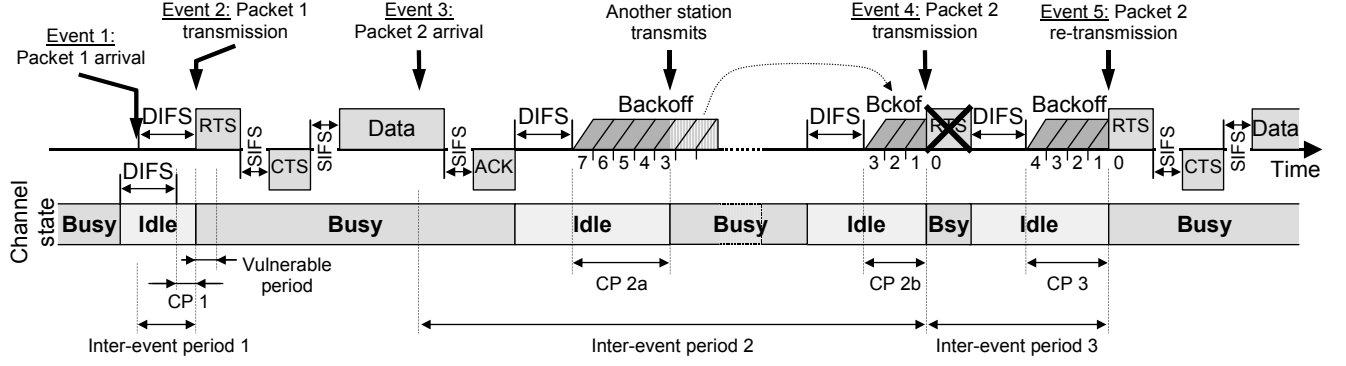 Event 1:
Packet 1 arrival
Event 2: Packet 1
transmission
Event 3:
Packet 2 arrival
Another station
transmits
Event 4: Packet 2
transmission
Event 5: Packet 2
re-transmission
DIFS
RTS
SIFS
CTS
SIFS
Data
SIFS
ACK
DIFS
Backoff
7 6 5 4 3
DIFS
Bckof
3 2 1 0
RTS
DIFS
Backoff
4 3 2 1 0
RTS
SIFS
CTS
SIFS
Data
Time
DIFS
Channel
state
Busy
Idle
Busy
Idle
Busy
Idle
Bsy
Idle
Busy
Vulnerable
period
CP 1
CP 2a
CP 2b
CP 3
Inter-event period 1
Inter-event period 2
Inter-event period 3